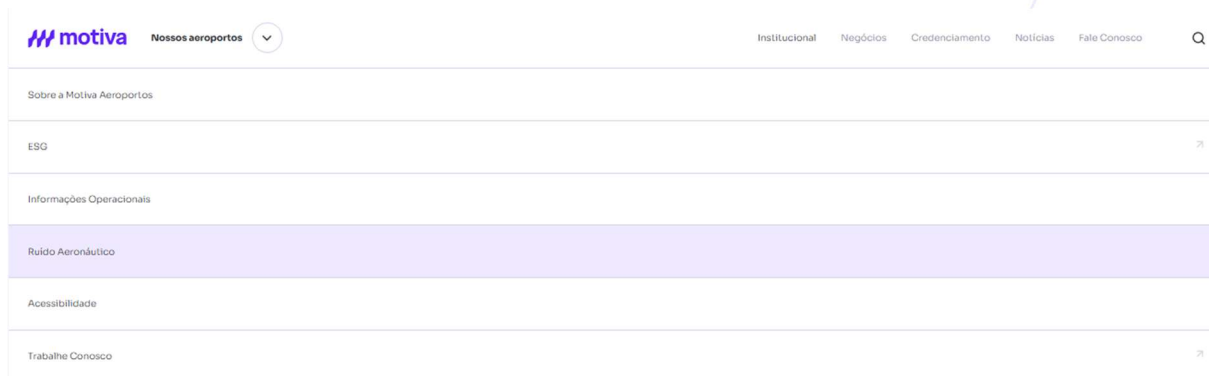 motiva Nossos aeroportos Institucional Negócios Credenciamento Notícias Fale Conosco
Sobre a Motiva Aeroportos
ESG
Informações Operacionais
Ruído Aeronáutico
Acessibilidade
Trabalhe Conosco